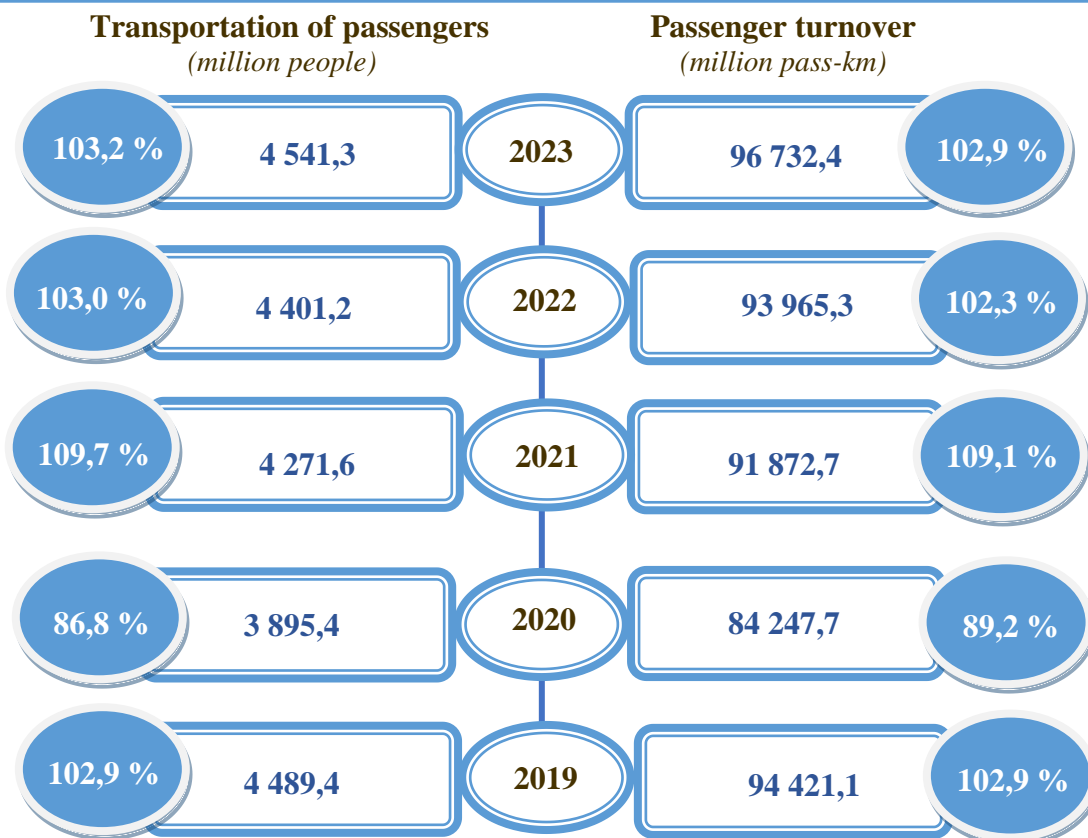 Transportation of passengers
(million people)
Passenger turnover
(million pass-km)
103,2 % 4 541,3 2023 96 732,4 102,9 %
103,0 % 4 401,2 2022 93 965,3 102,3 %
109,7 % 4 271,6 2021 91 872,7 109,1 %
86,8 % 3 895,4 2020 84 247,7 89,2 %
102,9 % 4 489,4 2019 94 421,1 102,9 %